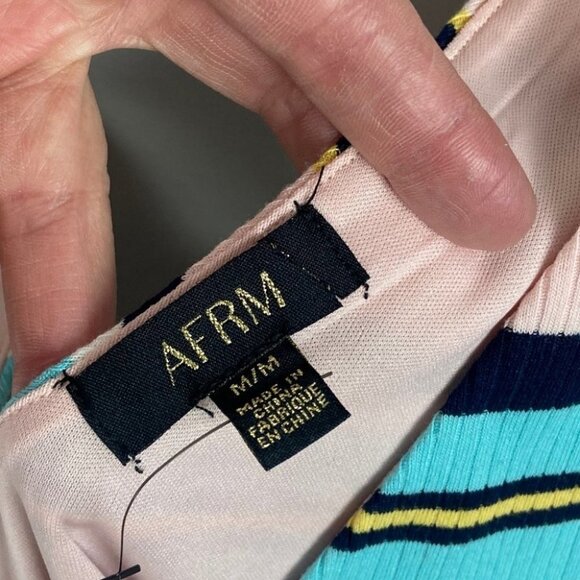 AFRM
M/M
MADE IN
CHINA
FABRIQUE
EN CHINE